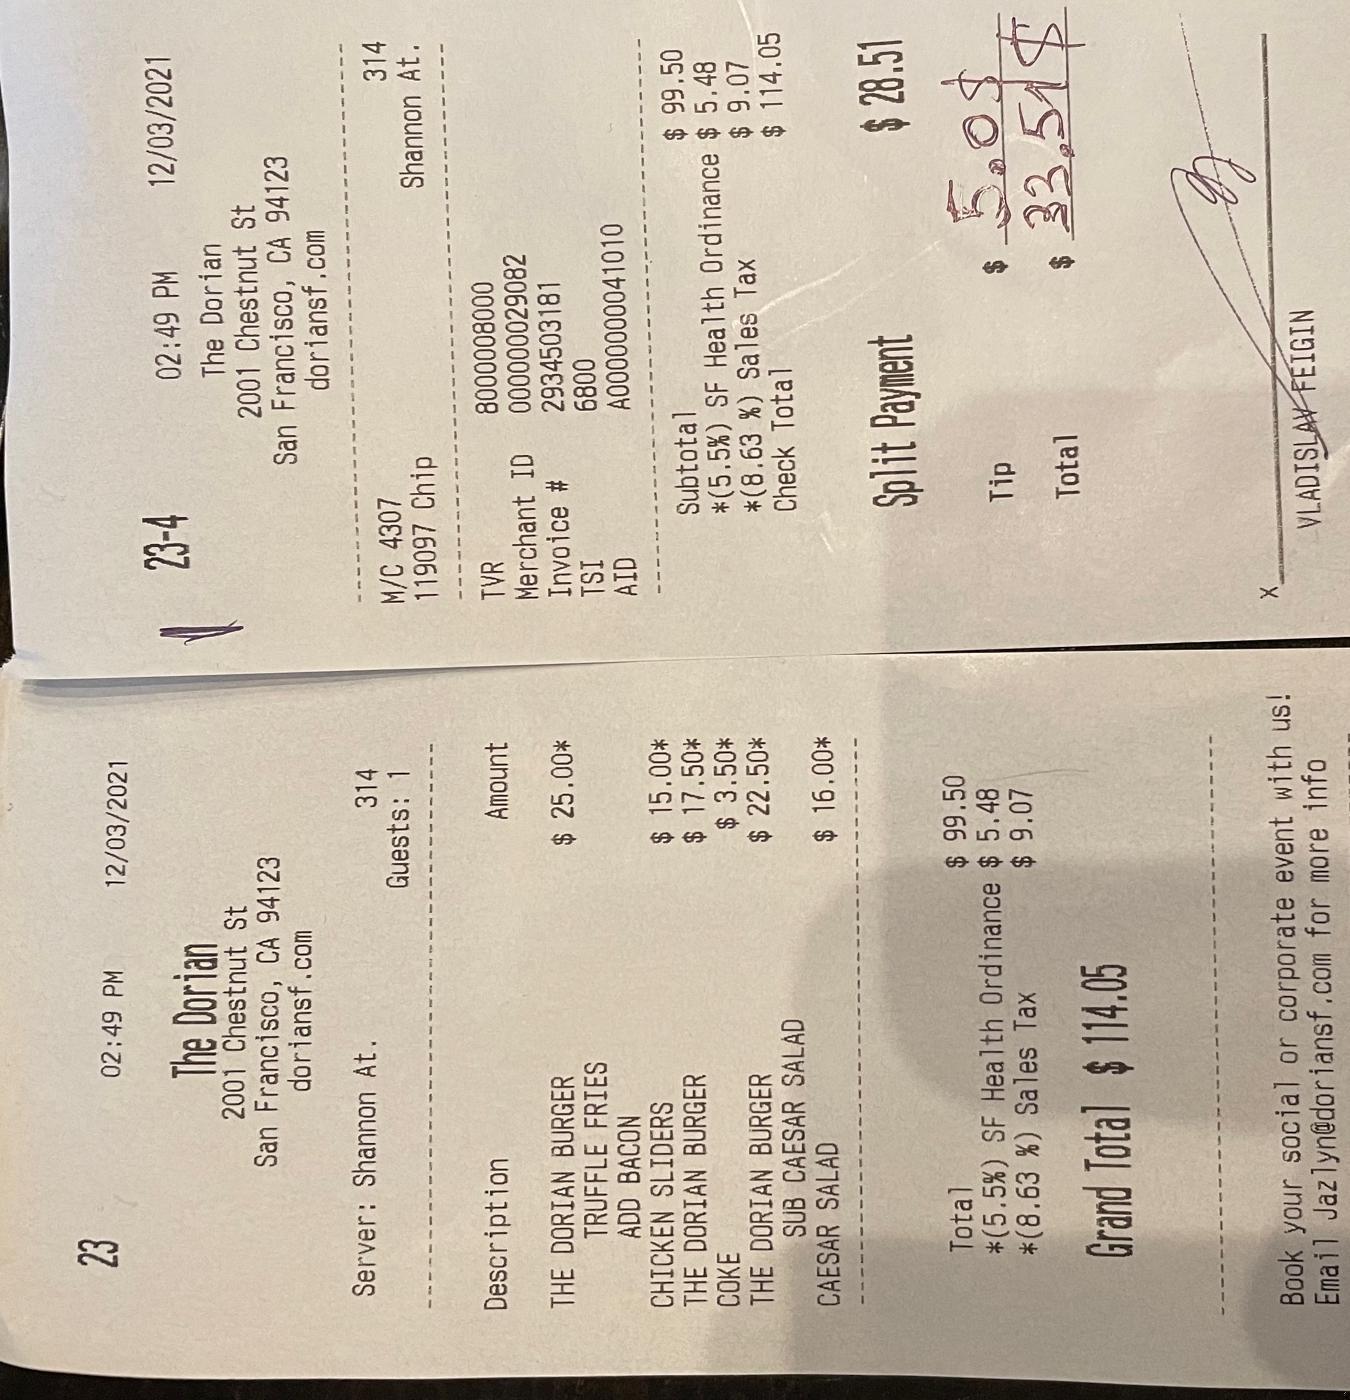 23
02:49 PM 12/03/2021
The Dorian
2001 Chestnut St
San Francisco, CA 94123
doriansf.com
Server: Shannon At. 314
Guests: 1
Description Amount
THE DORIAN BURGER $ 25.00*
TRUFFLE FRIES
ADD BACON
CHICKEN SLIDERS $ 15.00*
THE DORIAN BURGER $ 17.50*
COKE $ 3.50*
THE DORIAN BURGER $ 22.50*
SUB CAESAR SALAD
CAESAR SALAD $ 16.00*
Total $ 99.50
*(5.5%) SF Health Ordinance $ 5.48
*(8.63 %) Sales Tax $ 9.07
Grand Total $ 114.05
Book your social or corporate event with us!
Email Jazlyn@doriansf.com for more info
23-4
02:49 PM 12/03/2021
The Dorian
2001 Chestnut St
San Francisco, CA 94123
doriansf.com
314
M/C 4307
119097 Chip Shannon At.
TVR 8000008000
Merchant ID 000000029082
Invoice # 2934503181
TSI 6800
AID A0000000041010
Subtotal $ 99.50
*(5.5%) SF Health Ordinance $ 5.48
*(8.63 %) Sales Tax $ 9.07
Check Total $ 114.05
Split Payment $ 28.51
Tip $ 5.0$
Total $ 33.51$
x
VLADISLAV FEIGIN